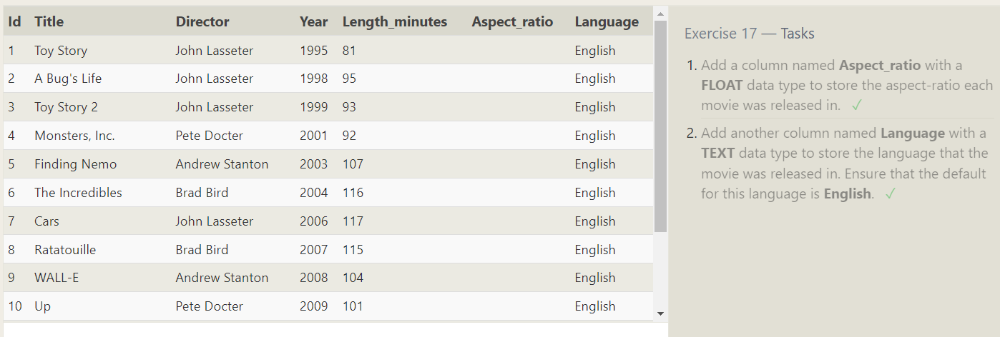 Id Title Director Year Length_minutes Aspect_ratio Language
1 Toy Story John Lasseter 1995 81 English
2 A Bug's Life John Lasseter 1998 95 English
3 Toy Story 2 John Lasseter 1999 93 English
4 Monsters, Inc. Pete Docter 2001 92 English
5 Finding Nemo Andrew Stanton 2003 107 English
6 The Incredibles Brad Bird 2004 116 English
7 Cars John Lasseter 2006 117 English
8 Ratatouille Brad Bird 2007 115 English
9 WALL-E Andrew Stanton 2008 104 English
10 Up Pete Docter 2009 101 English
Exercise 17 — Tasks
1. Add a column named Aspect_ratio with a
FLOAT data type to store the aspect-ratio each
movie was released in. ✓
2. Add another column named Language with a
TEXT data type to store the language that the
movie was released in. Ensure that the default
for this language is English. ✓